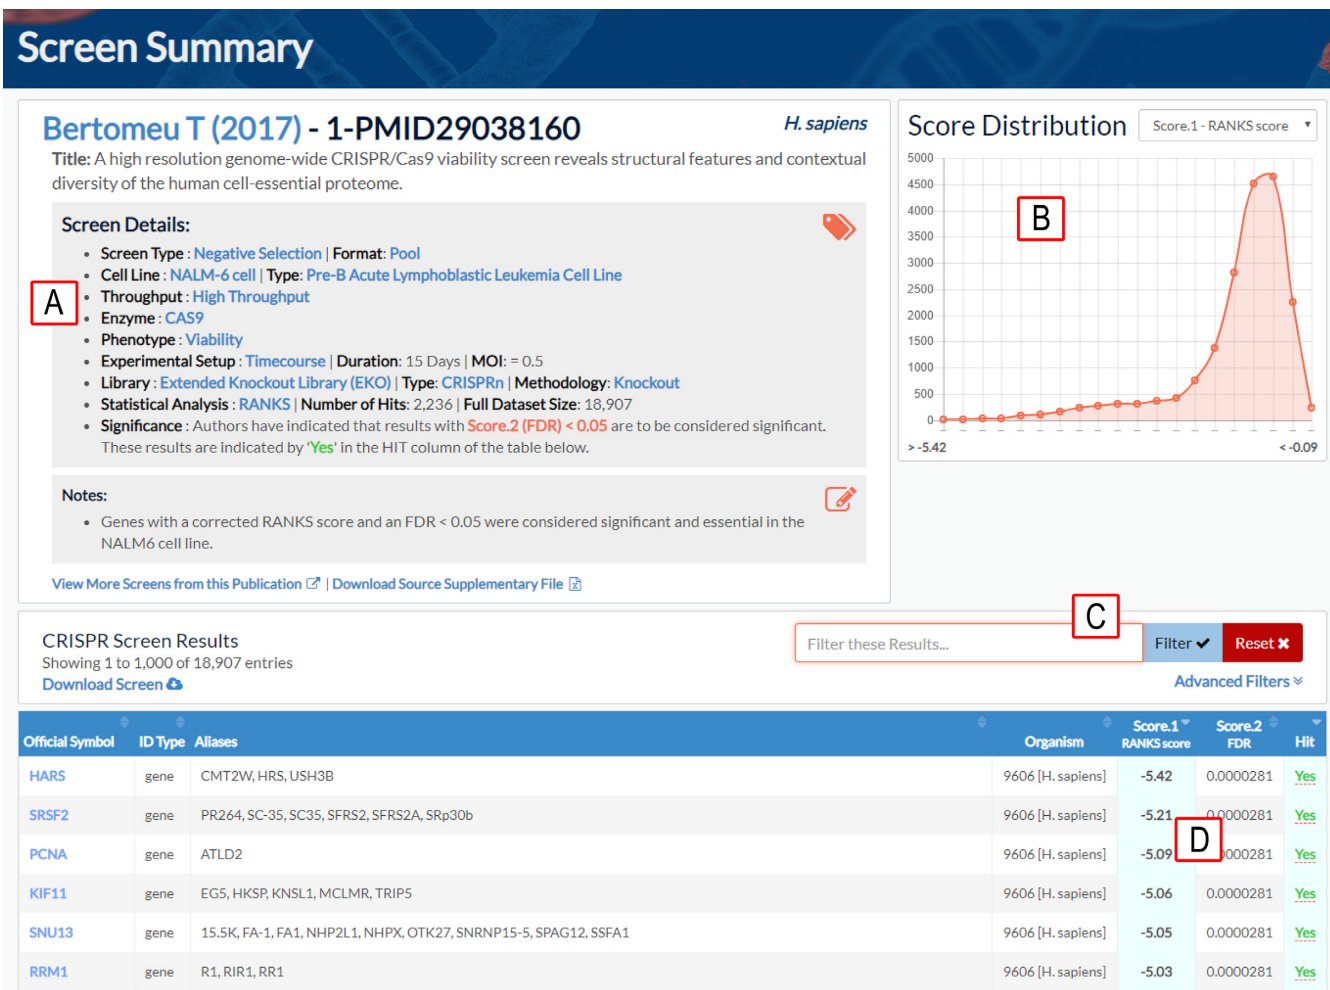 Screen Summary
Bertomeu T (2017) - 1-PMID29038160
H. sapiens
Title: A high resolution genome-wide CRISPR/Cas9 viability screen reveals structural features and contextual
diversity of the human cell-essential proteome.
Screen Details:
• Screen Type : Negative Selection | Format: Pool
• Cell Line : NALM-6 cell | Type: Pre-B Acute Lymphoblastic Leukemia Cell Line
• Throughput : High Throughput
• Enzyme : CAS9
• Phenotype : Viability
• Experimental Setup : Timecourse | Duration: 15 Days | MOI: = 0.5
• Library : Extended Knockout Library (EKO) | Type: CRISPRn | Methodology: Knockout
• Statistical Analysis : RANKS | Number of Hits: 2,236 | Full Dataset Size: 18,907
• Significance : Authors have indicated that results with Score.2 (FDR) < 0.05 are to be considered significant.
These results are indicated by 'Yes' in the HIT column of the table below.
A
Notes:
• Genes with a corrected RANKS score and an FDR < 0.05 were considered significant and essential in the
NALM6 cell line.
View More Screens from this Publication | Download Source Supplementary File
Score Distribution
Score.1 - RANKS score
5000
4500
4000
3500
3000
2500
2000
1500
1000
500
0
> -5.42
< -0.09
B
CRISPR Screen Results
Showing 1 to 1,000 of 18,907 entries
Download Screen
C
Filter these Results...
Filter
Reset
Advanced Filters
Official Symbol ID Type Aliases Organism Score.1 RANKS score Score.2 FDR Hit
HARS gene CMT2W, HRS, USH3B 9606 [H. sapiens] -5.42 0.0000281 Yes
SRSF2 gene PR264, SC-35, SC35, SFRS2, SFRS2A, SRp30b 9606 [H. sapiens] -5.21 0.0000281 Yes
PCNA gene ATLD2 9606 [H. sapiens] -5.09 000281 Yes
D
KIF11 gene EG5, HKSP, KNSL1, MCLMR, TRIP5 9606 [H. sapiens] -5.06 0.0000281 Yes
SNU13 gene 15.5K, FA-1, FA1, NHP2L1, NHPX, OTK27, SNRNP15-5, SPAG12, SSFA1 9606 [H. sapiens] -5.05 0.0000281 Yes
RRM1 gene R1, RIR1, RR1 9606 [H. sapiens] -5.03 0.0000281 Yes